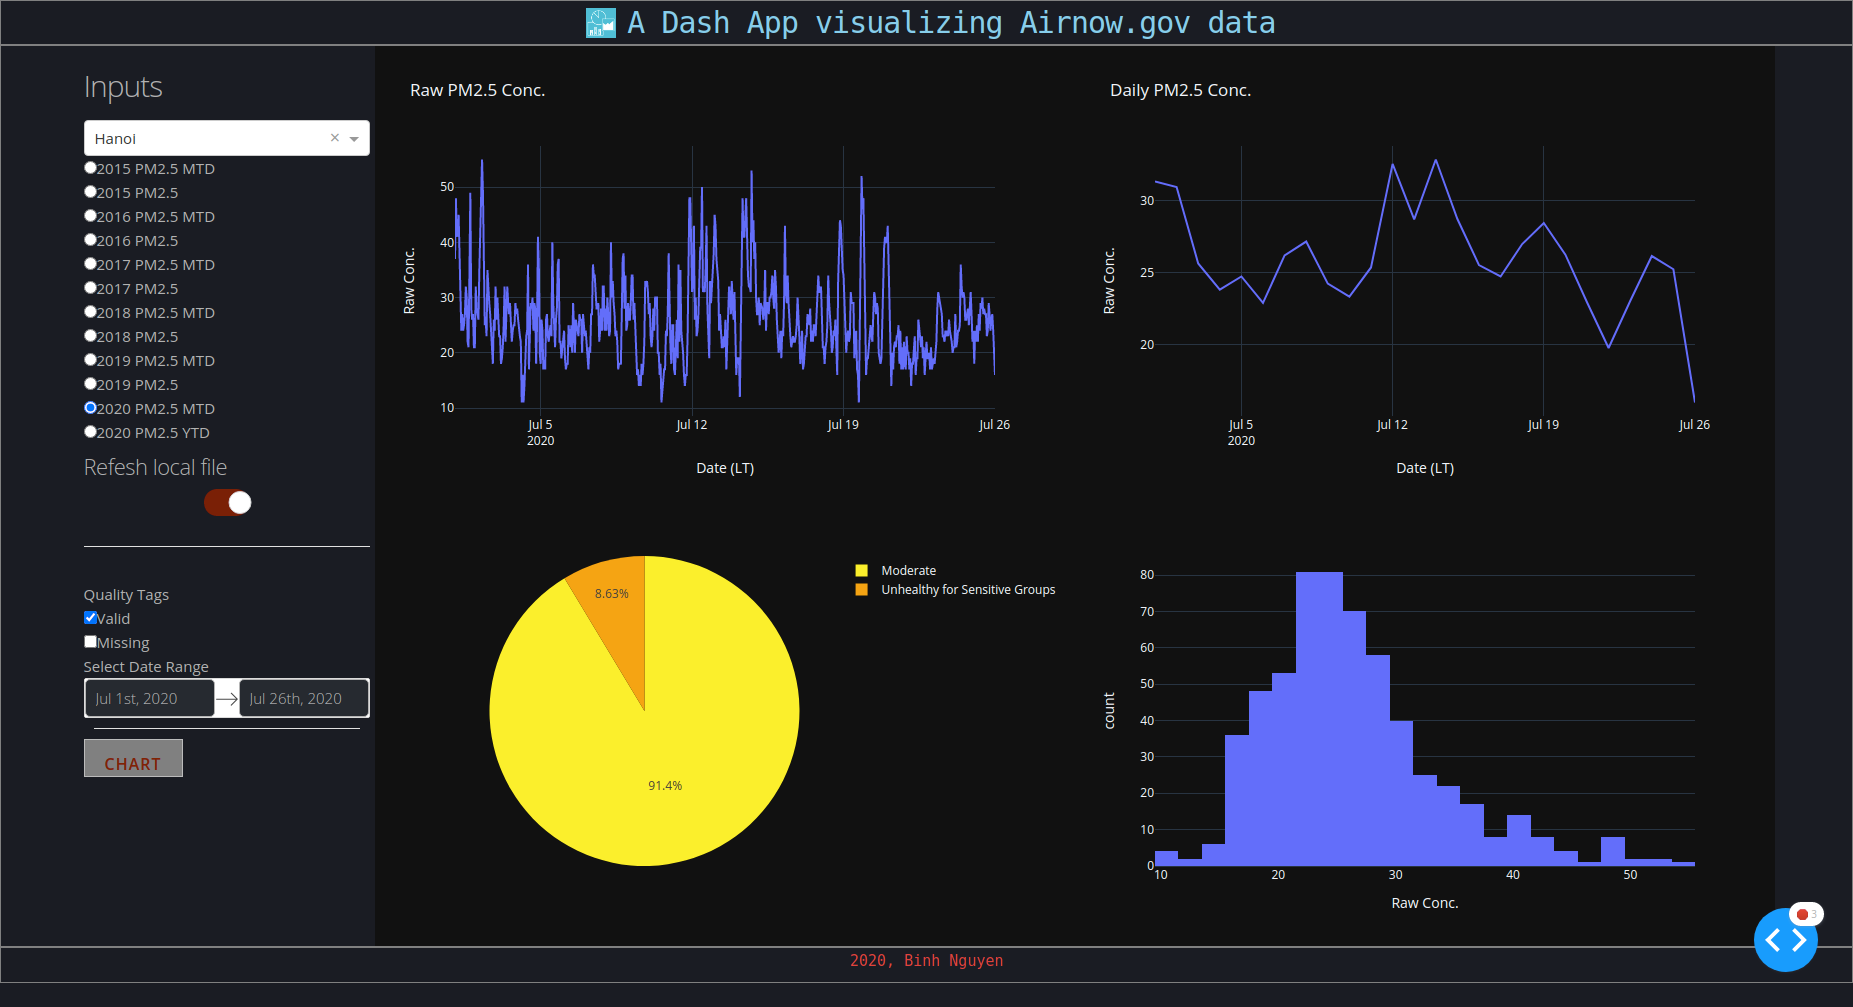 A Dash App visualizing Airnow.gov data
Inputs
Hanoi × 
2015 PM2.5 MTD
2015 PM2.5
2016 PM2.5 MTD
2016 PM2.5
2017 PM2.5 MTD
2017 PM2.5
2018 PM2.5 MTD
2018 PM2.5
2019 PM2.5 MTD
2019 PM2.5
2020 PM2.5 MTD
2020 PM2.5 YTD
Refesh local file
Quality Tags
Valid
Missing
Select Date Range
Jul 1st, 2020 → Jul 26th, 2020
CHART
Raw PM2.5 Conc.
Raw Conc.
50
40
30
20
10
Jul 5 Jul 12 Jul 19 Jul 26
2020
Date (LT)
Daily PM2.5 Conc.
Raw Conc.
30
25
20
Jul 5 Jul 12 Jul 19 Jul 26
2020
Date (LT)
8.63%
91.4%
Moderate
Unhealthy for Sensitive Groups
count
80
70
60
50
40
30
20
10
0
10 20 30 40 50
Raw Conc.
3
2020, Binh Nguyen